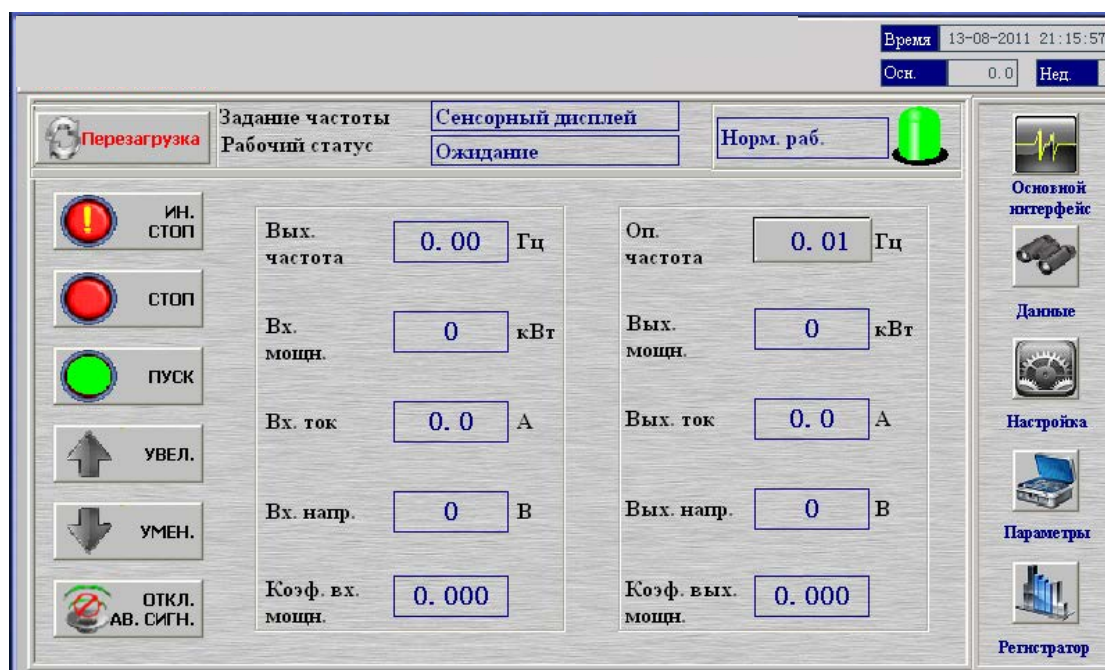 Время 13-08-2011 21:15:57
Осн. 0.0 Нед.
Перезагрузка
Задание частоты Сенсорный дисплей
Рабочий статус Ожидание
Норм. раб.
ИН.
СТОП
СТОП
ПУСК
УВЕЛ.
УМЕН.
ОТКЛ.
АВ. СИГН.
Вых.
частота
0.00 Гц
Вх.
мощн.
0 кВт
Вх. ток 0.0 А
Вх. напр. 0 В
Коэф. вх.
мощн.
0.000
Оп.
частота
0.01 Гц
Вых.
мощн.
0 кВт
Вых. ток 0.0 А
Вых. напр. 0 В
Коэф. вых.
мощн.
0.000
Основной
интерфейс
Данные
Настройка
Параметры
Регистратор